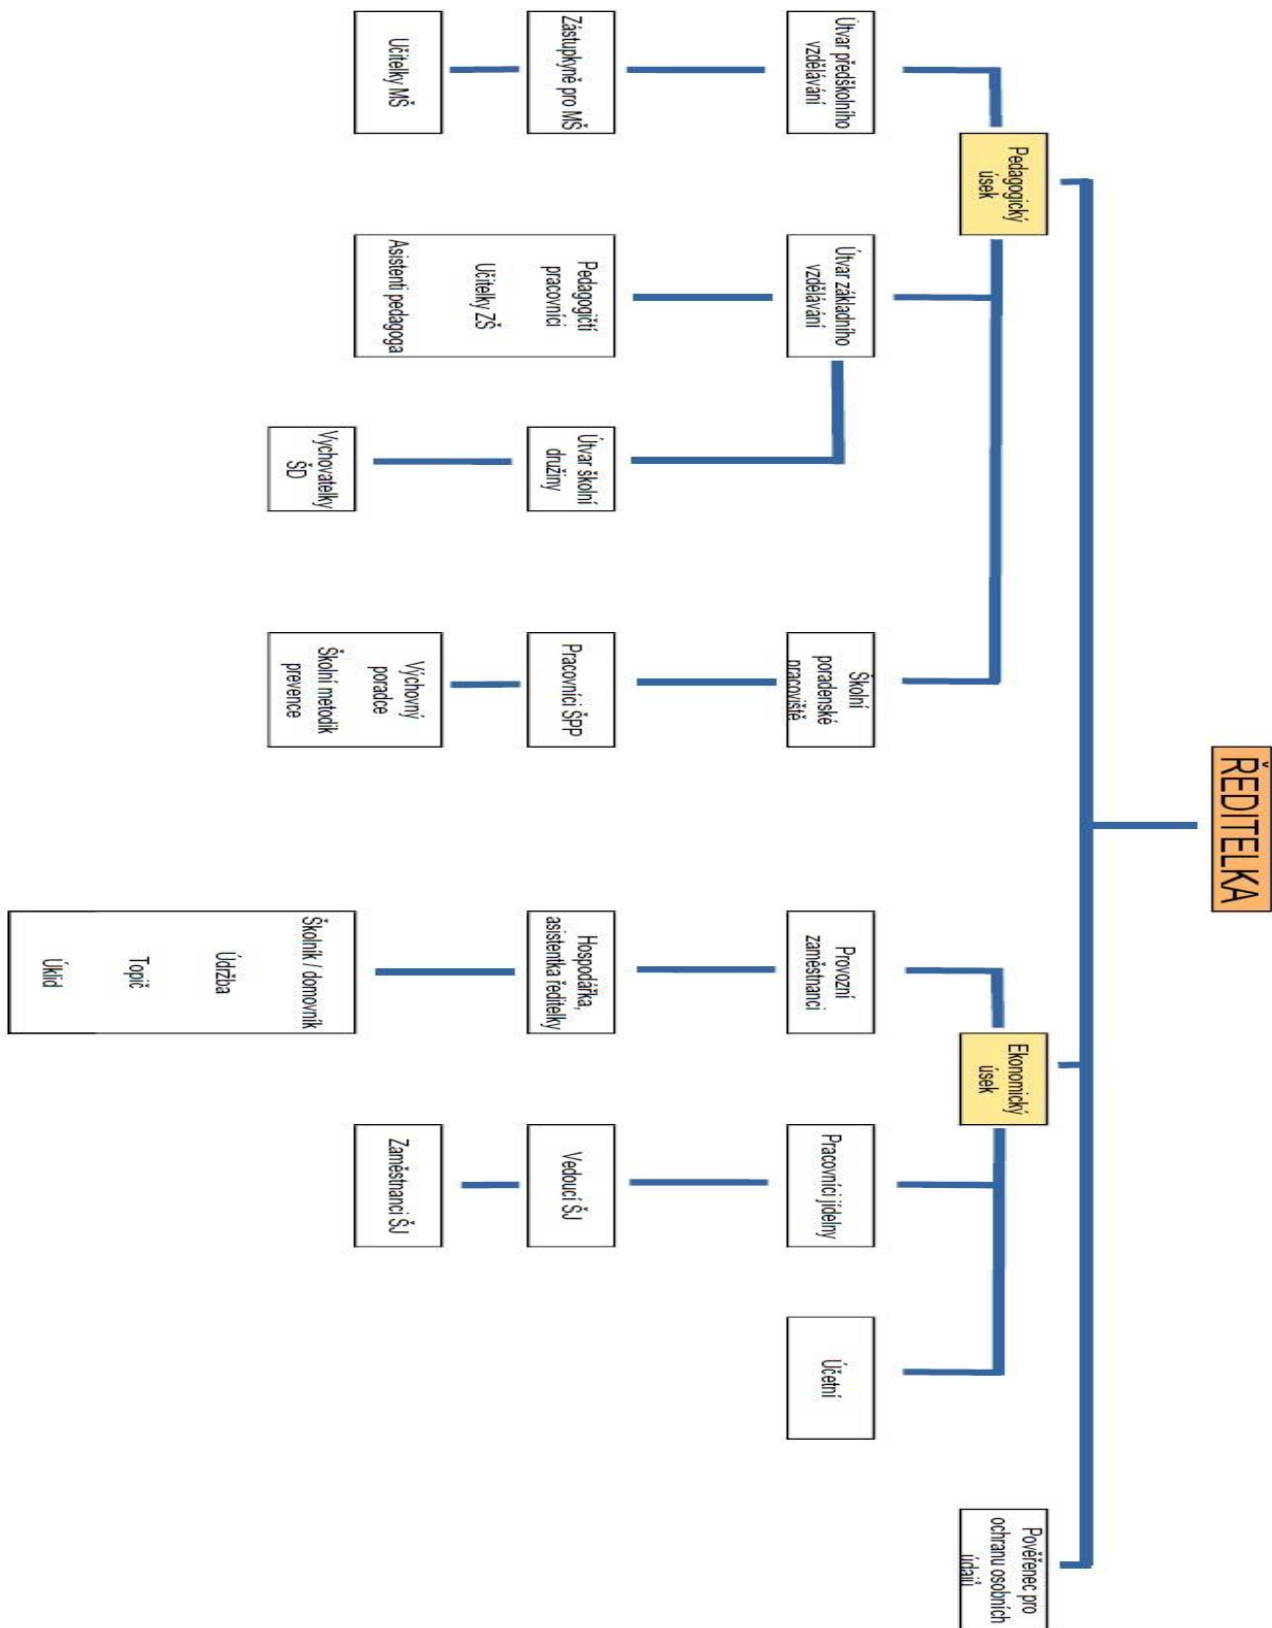 ŘEDITELKA
Pedagogický
úsek
Ekonomický
úsek
Pověřenec pro
ochranu osobních
údajů
Útvar předškolního
vzdělávání
Útvar základního
vzdělávání
Školní
poradenské
pracoviště
Provozní
zaměstnanci
Pracovníci jídelny
Účetní
Zástupkyně pro MŠ
Pedagogičtí
pracovníci
Učitelky ZŠ
Asistenti pedagoga
Útvar školní
družiny
Pracovníci ŠPP
Hospodářka,
asistentka ředitelky
Vedoucí ŠJ
Učitelky MŠ
Vychovatelky
ŠD
Výchovný
poradce
Školní metodik
prevence
Školník / domovník
Údržba
Topič
Úklid
Zaměstnanci ŠJ